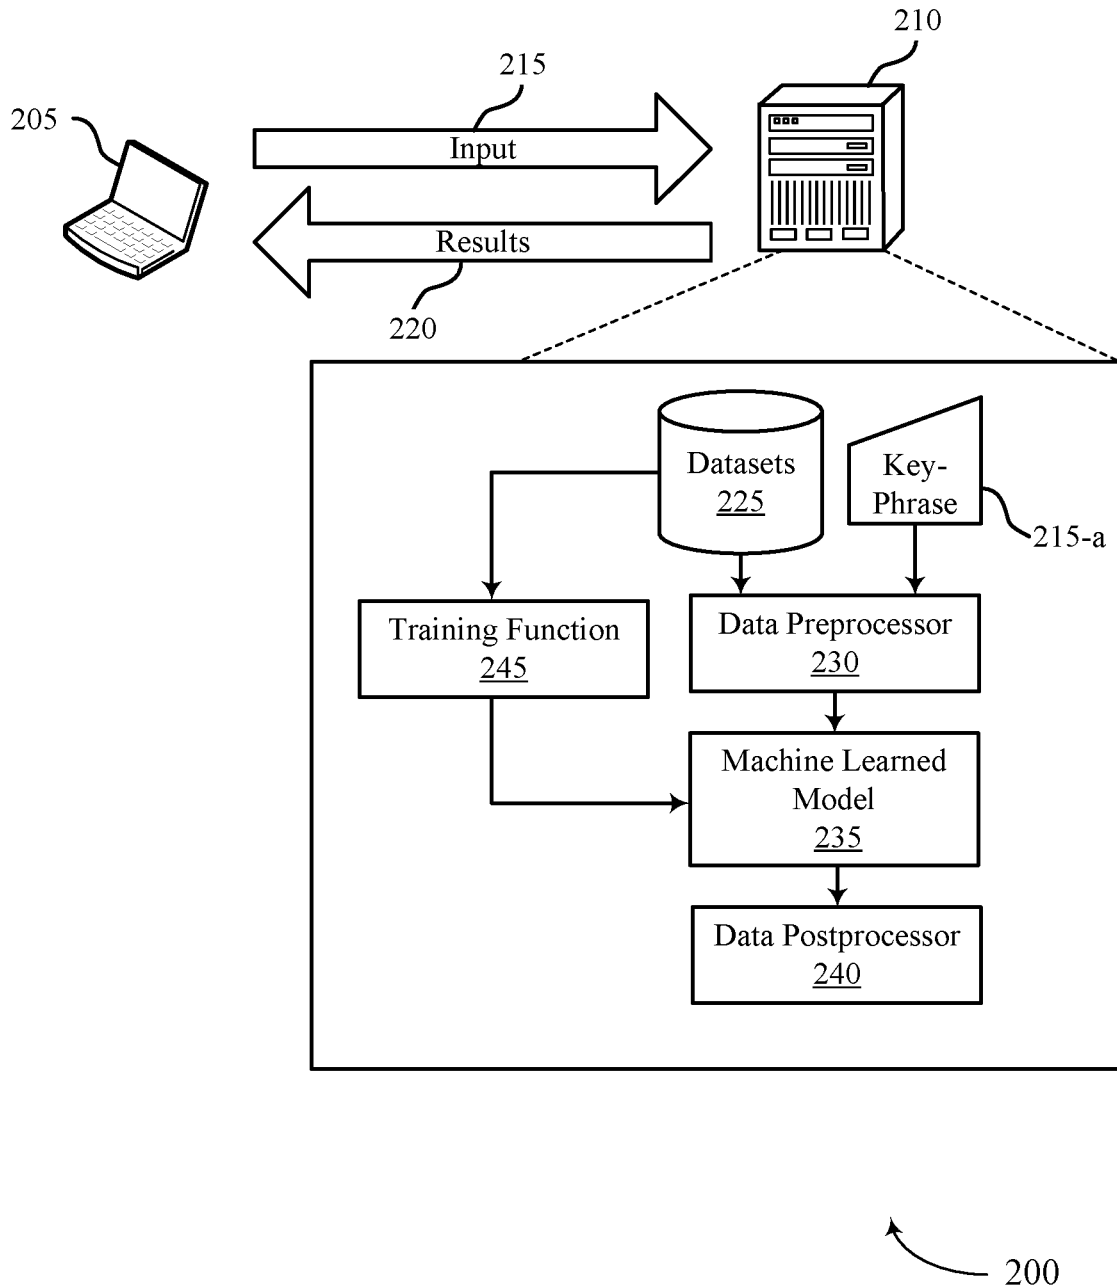 210
215
205
Input
Results
220
Datasets
225
Key-
Phrase
215-a
Training Function
245
Data Preprocessor
230
Machine Learned
Model
235
Data Postprocessor
240
200